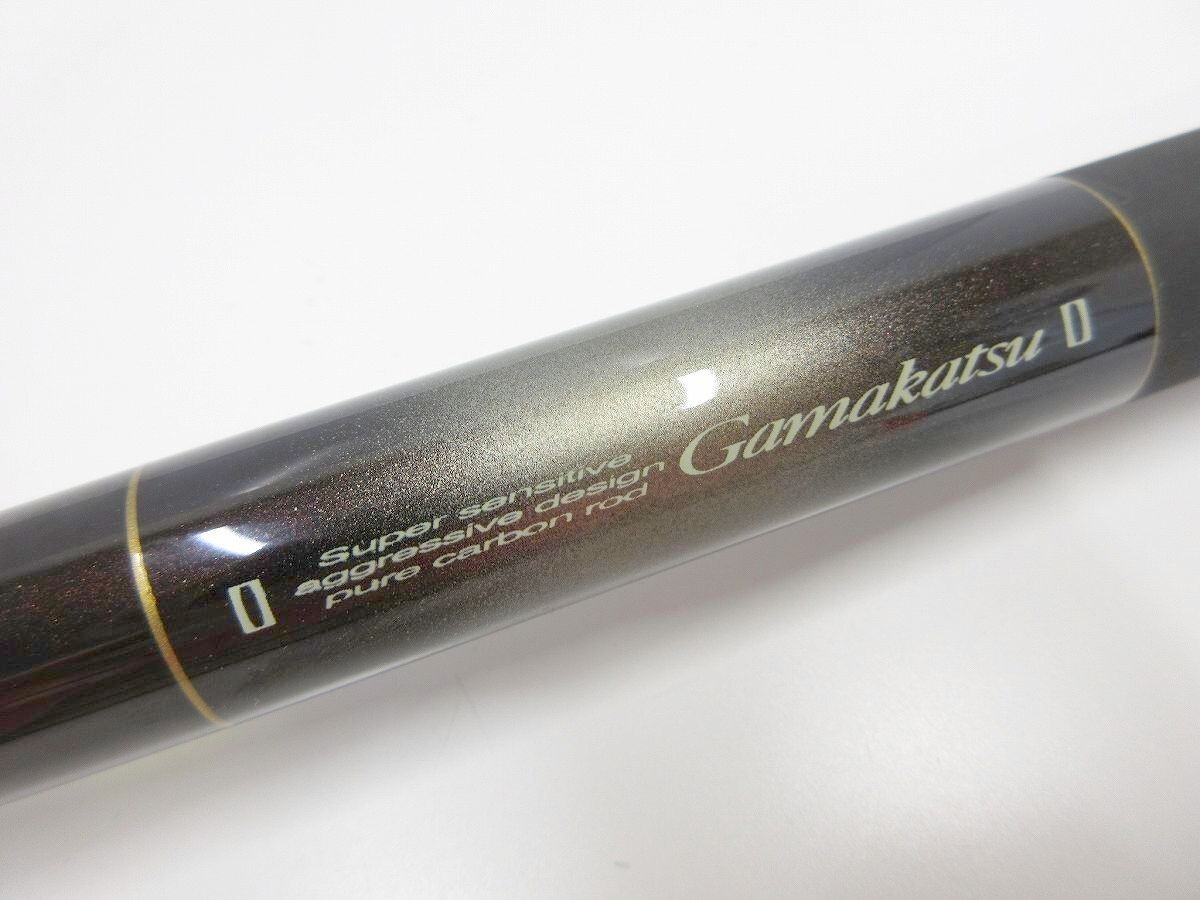 Super sensitive
aggressive design
pure carbon rod
Gamakatsu